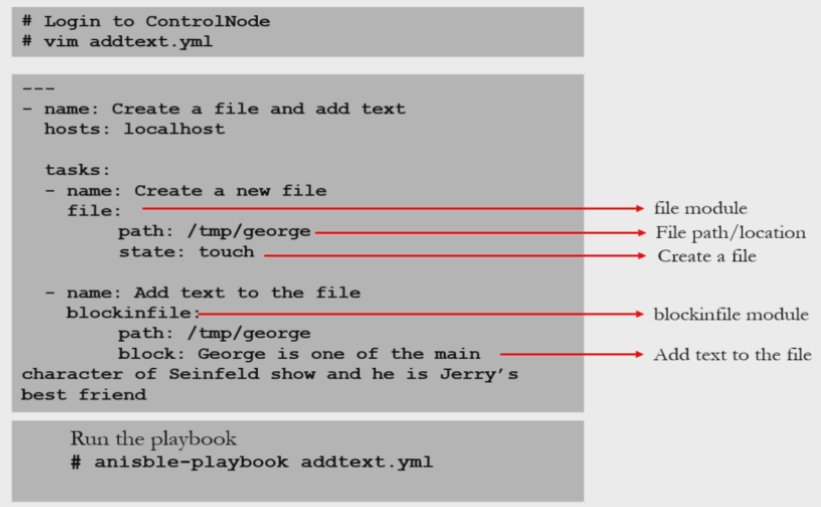 # Login to ControlNode
# vim addtext.yml
---
- name: Create a file and add text
hosts: localhost
tasks:
- name: Create a new file
file:
file module
path: /tmp/george
File path/location
state: touch
Create a file
- name: Add text to the file
blockinfile:
blockinfile module
path: /tmp/george
block: George is one of the main
Add text to the file
character of Seinfeld show and he is Jerry’s
best friend
Run the playbook
# anisble-playbook addtext.yml